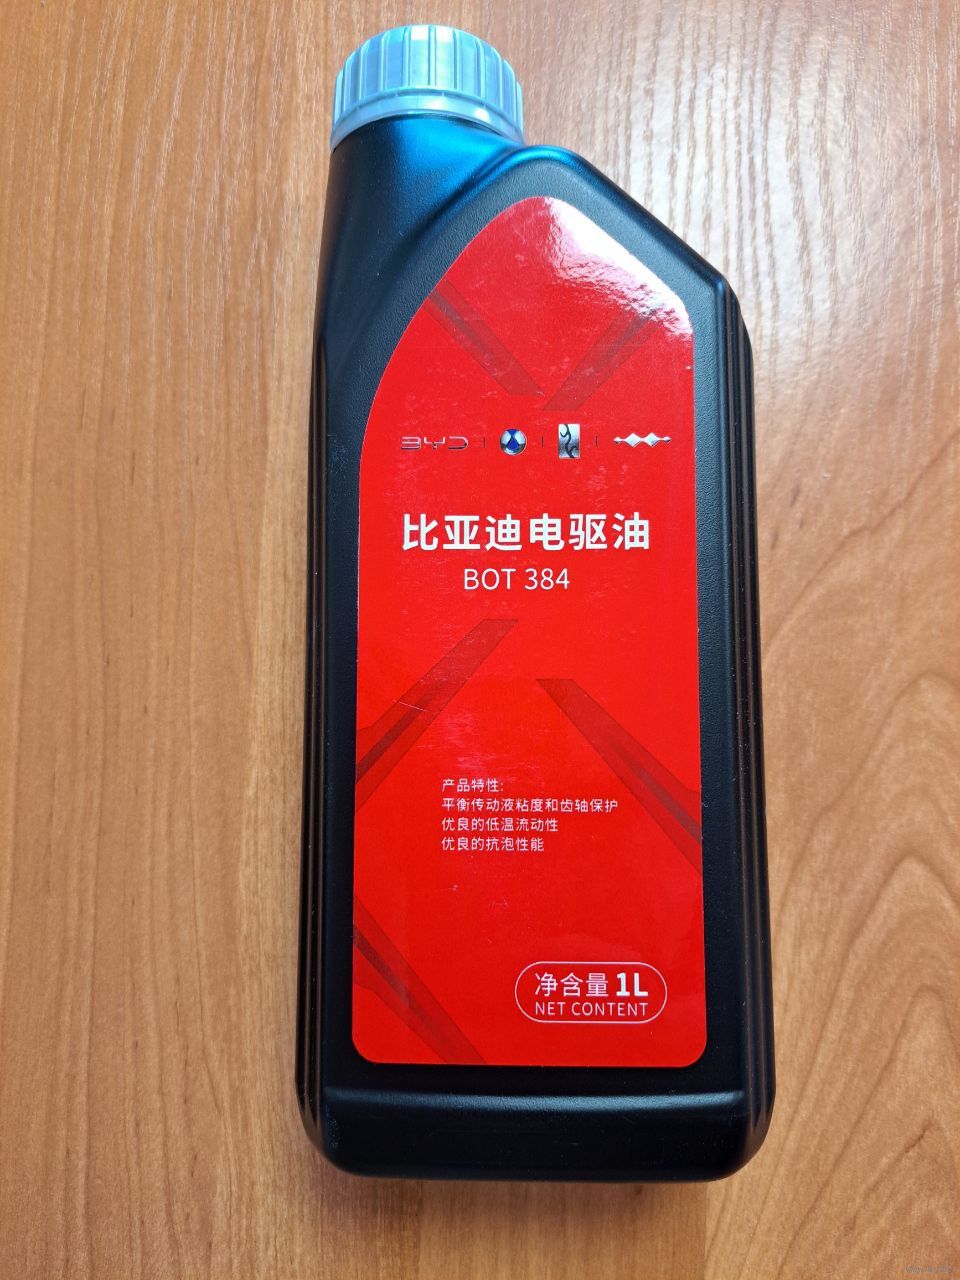 BYD
比亚迪电驱油
BOT 384
产品特性:
平衡传动液粘度和齿轴保护
优良的低温流动性
优良的抗泡性能
净含量 1L
NET CONTENT